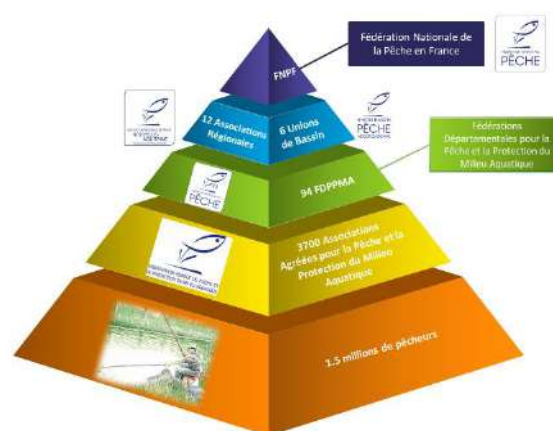 Fédération Nationale de
la Pêche en France
PÊCHE
FNPF
12 Associations
Régionales
6 Unions
de Bassin
PÊCHE
Fédérations
Départementales pour la
Pêche et la Protection du
Milieu Aquatique
PÊCHE
94 FDPPMA
3700 Associations
Agréées pour la Pêche et la
Protection du Milieu
Aquatique
1.5 millions de pêcheurs